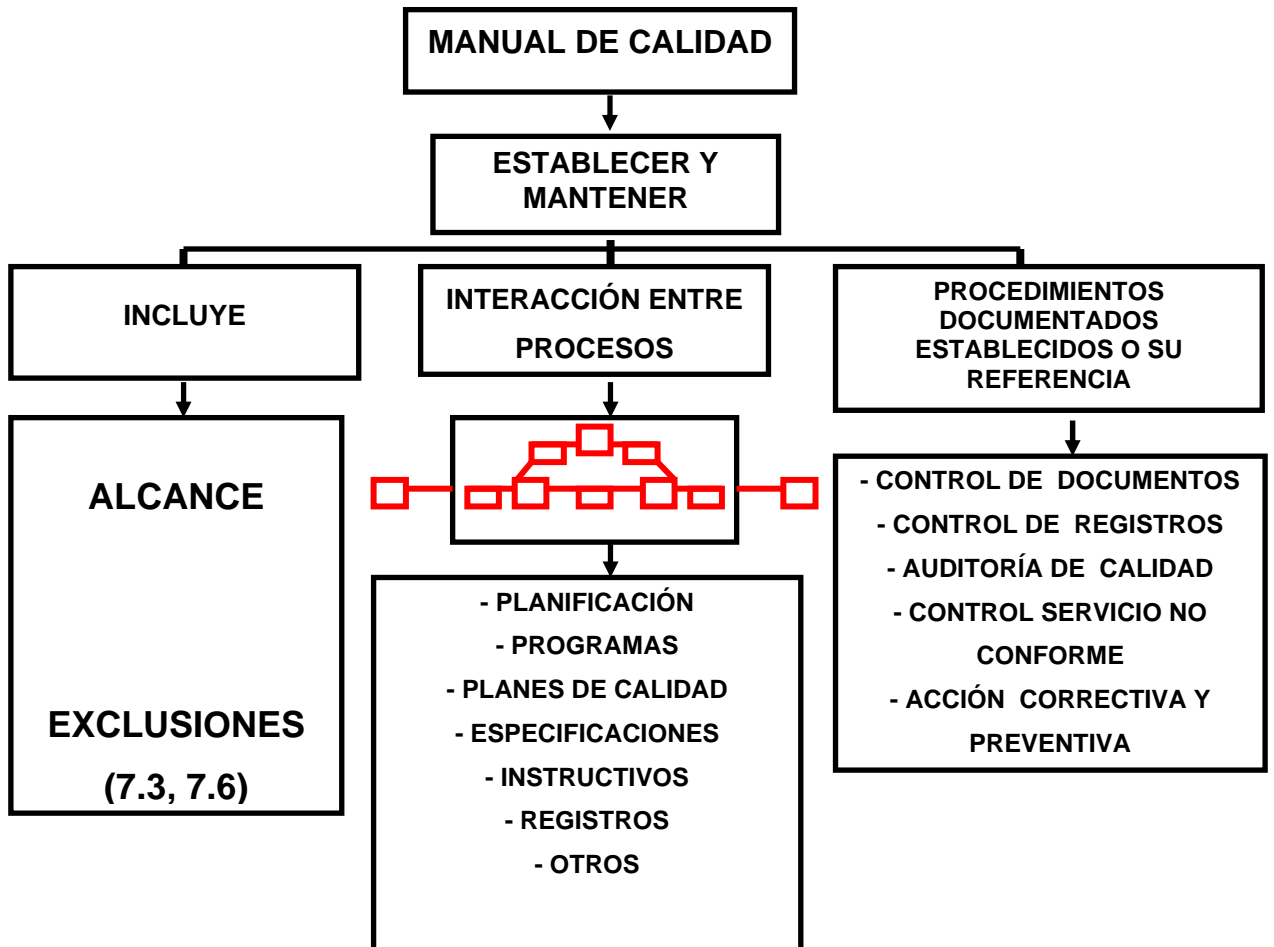 MANUAL DE CALIDAD
ESTABLECER Y
MANTENER
INCLUYE
INTERACCIÓN ENTRE
PROCESOS
PROCEDIMIENTOS
DOCUMENTADOS
ESTABLECIDOS O SU
REFERENCIA
ALCANCE
EXCLUSIONES
(7.3, 7.6)
- PLANIFICACIÓN
- PROGRAMAS
- PLANES DE CALIDAD
- ESPECIFICACIONES
- INSTRUCTIVOS
- REGISTROS
- OTROS
- CONTROL DE DOCUMENTOS
- CONTROL DE REGISTROS
- AUDITORÍA DE CALIDAD
- CONTROL SERVICIO NO
CONFORME
- ACCIÓN CORRECTIVA Y
PREVENTIVA